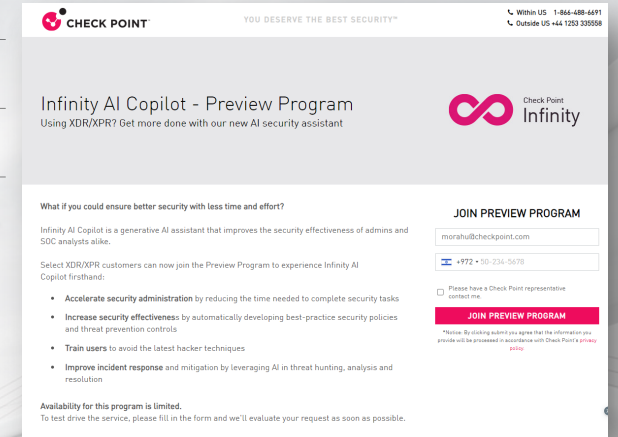 CHECK POINT™
YOU DESERVE THE BEST SECURITY™
Within US 1-866-488-6691
Outside US +44 1253 335558
Infinity AI Copilot - Preview Program
Using XDR/XPR? Get more done with our new AI security assistant
Check Point
Infinity
What if you could ensure better security with less time and effort?
Infinity AI Copilot is a generative AI assistant that improves the security effectiveness of admins and
SOC analysts alike.
Select XDR/XPR customers can now join the Preview Program to experience Infinity AI
Copilot firsthand:
• Accelerate security administration by reducing the time needed to complete security tasks
• Increase security effectiveness by automatically developing best-practice security policies
and threat prevention controls
• Train users to avoid the latest hacker techniques
• Improve incident response and mitigation by leveraging AI in threat hunting, analysis and
resolution
Availability for this program is limited.
To test drive the service, please fill in the form and we'll evaluate your request as soon as possible.
JOIN PREVIEW PROGRAM
morahu@checkpoint.com
+972 • 50-234-5678
Please have a Check Point representative
contact me.
JOIN PREVIEW PROGRAM
*Notice: By clicking submit you agree that the information you
provide will be processed in accordance with Check Point's privacy
policy.